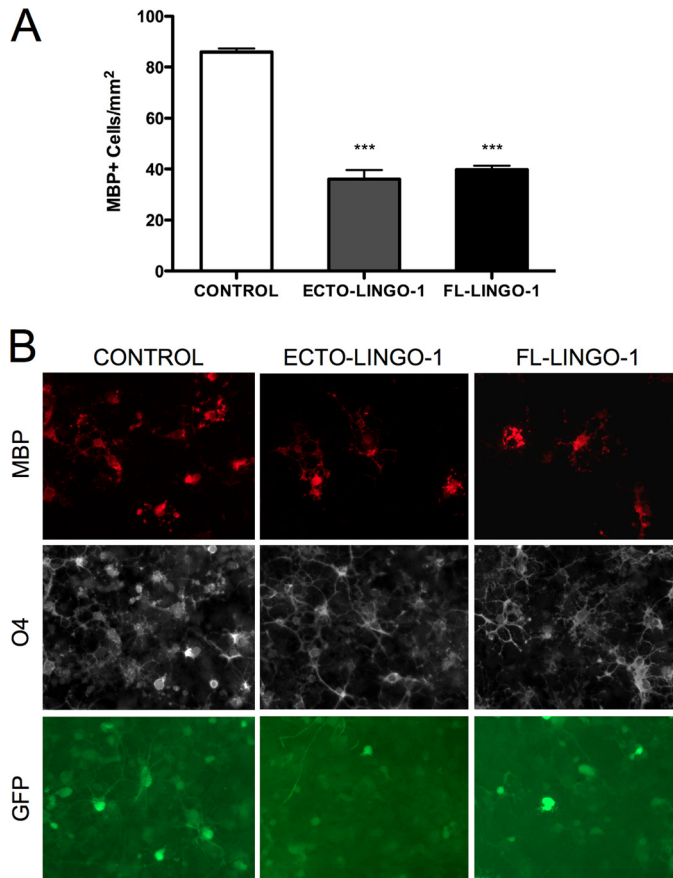 A
MBP+ Cells/mm²
100
80
60
40
20
0
***
***
CONTROL
ECTO-LINGO-1
FL-LINGO-1
B
CONTROL
ECTO-LINGO-1
FL-LINGO-1
MBP
O4
GFP